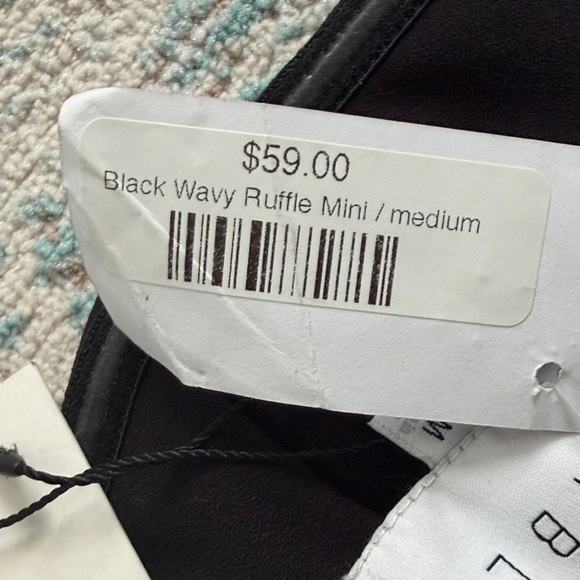 $59.00
Black Wavy Ruffle Mini / medium
M
B L